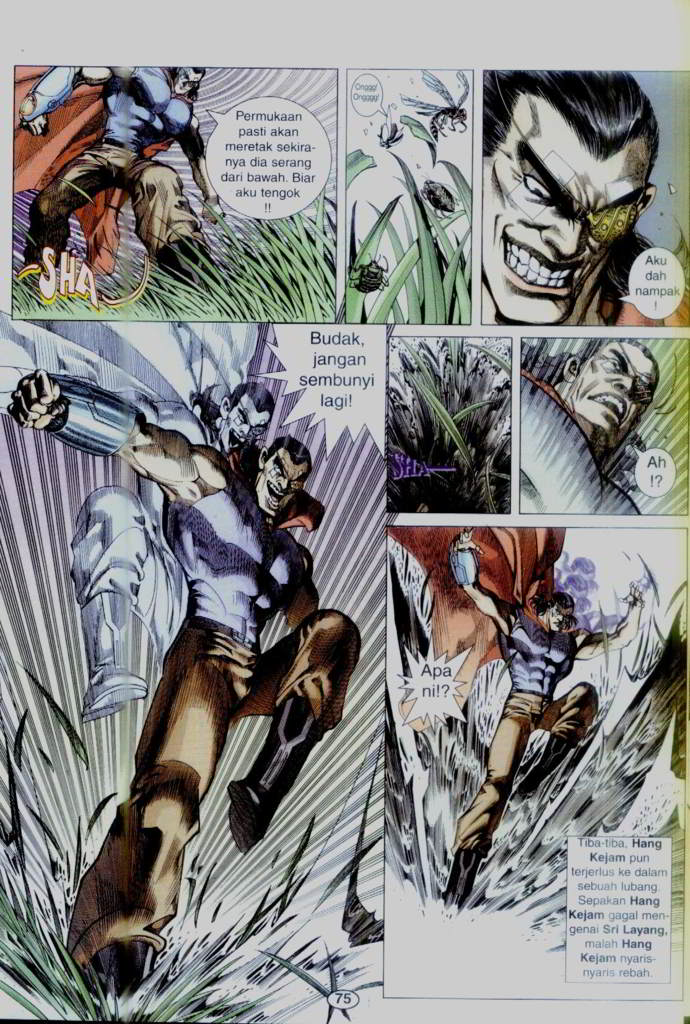 Permukaan
pasti akan
meretak sekira-
nya dia serang
dari bawah. Biar
aku tengok
!!
SHA
Onggg!
Ongggg!
Aku
dah
nampak
!
Budak,
jangan
sembunyi
lagi!
SHA
Ah
!?
Apa
ni!?
Tiba-tiba, Hang
Kejam pun
terjerlus ke dalam
sebuah lubang.
Sepakan Hang
Kejam gagal men-
genai Sri Layang,
malah Hang
Kejam nyaris-
nyaris rebah.
75